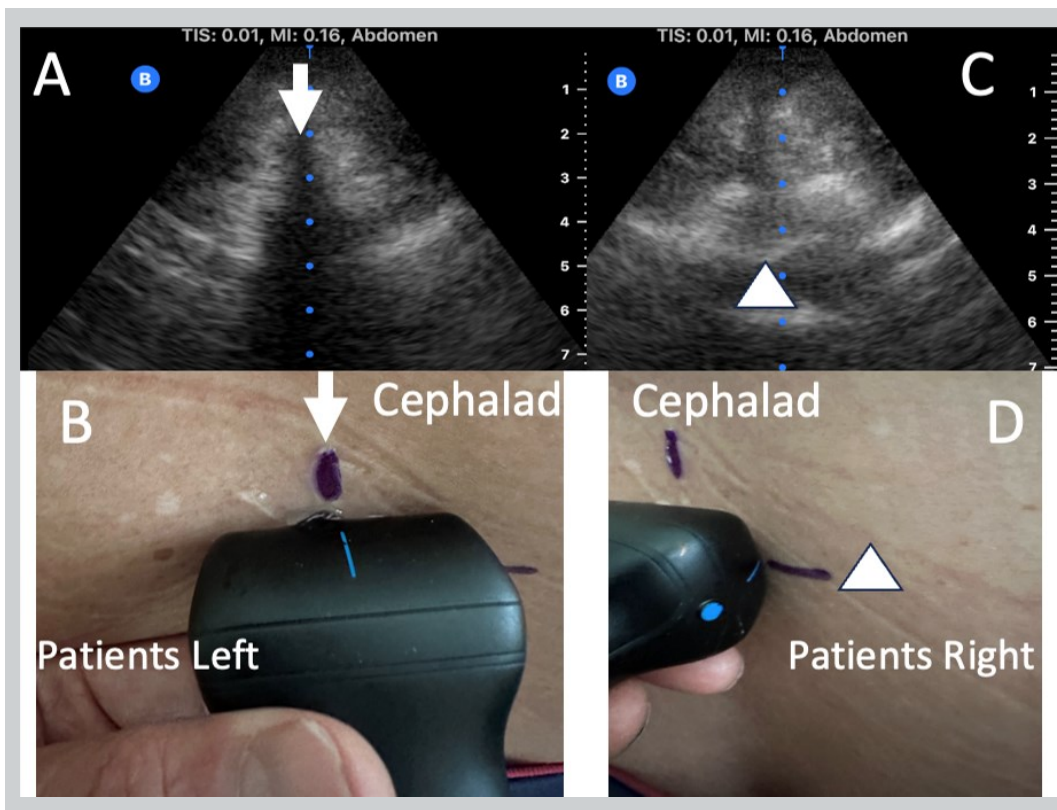 TIS: 0.01, MI: 0.16, Abdomen
A
B
1
2
3
4
5
6
7
TIS: 0.01, MI: 0.16, Abdomen
B
C
1
2
3
4
5
6
7
B
Cephalad
Patients Left
Cephalad
D
Patients Right